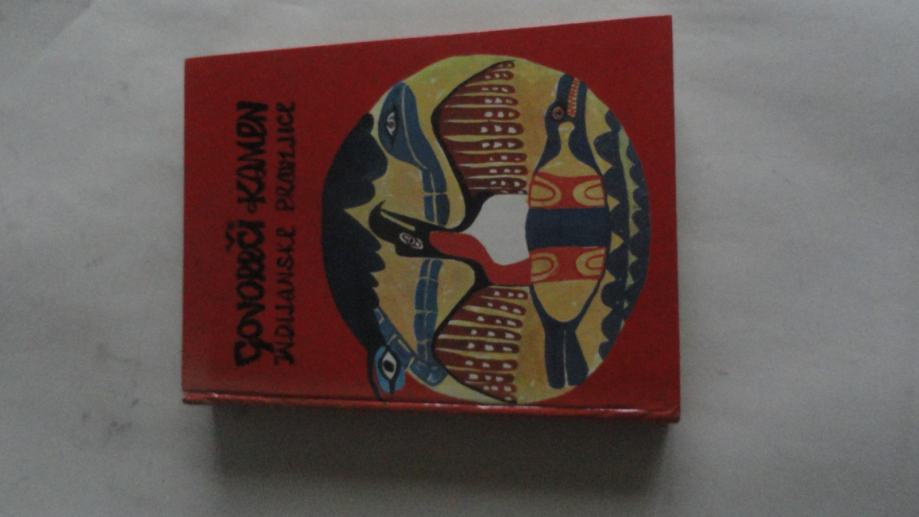 GOVOREČI KAMEN
INDIJANSKE PRAVLJICE